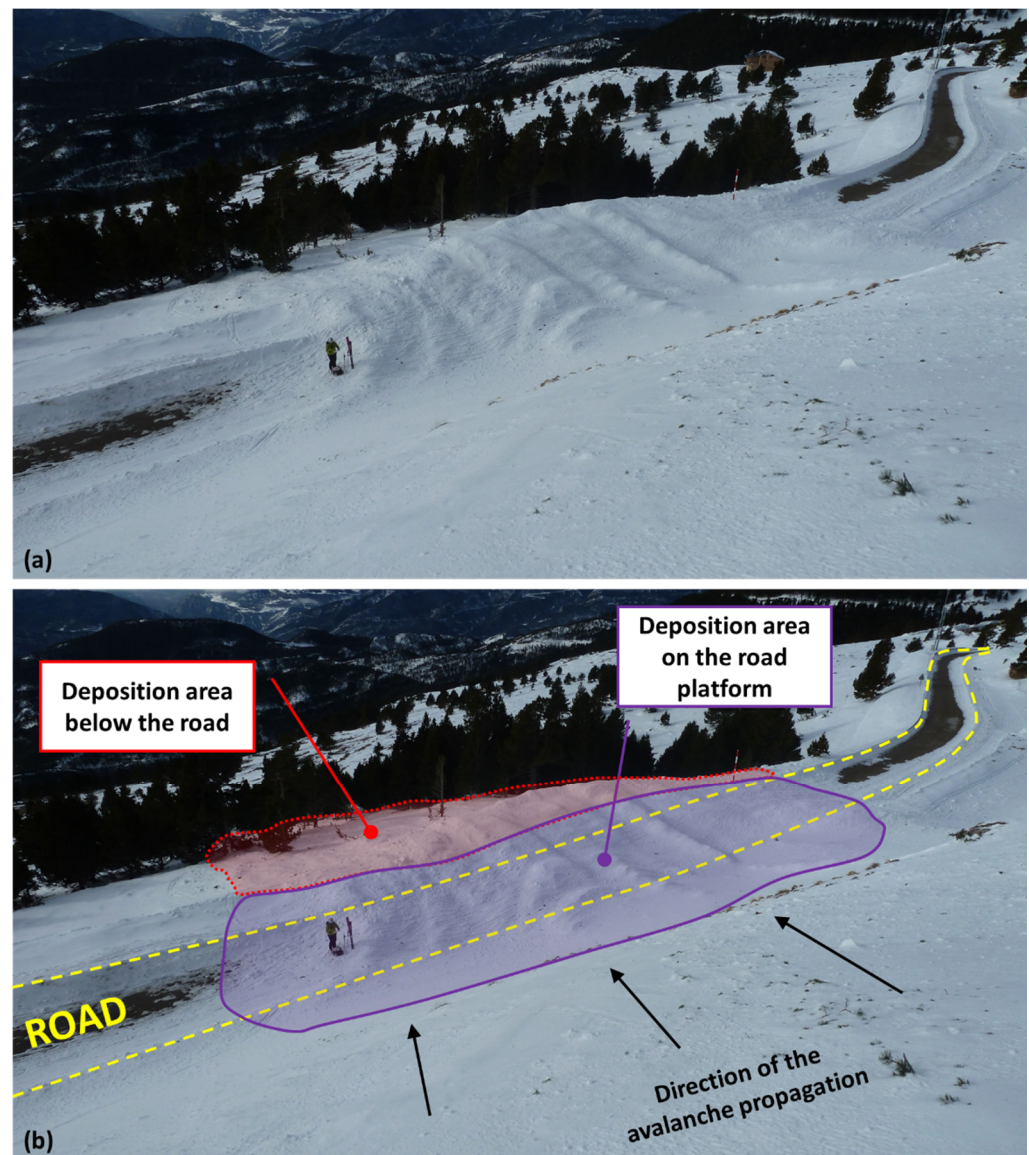 (a)
Deposition area
below the road
Deposition area
on the road
platform
ROAD
Direction of the
avalanche propagation
(b)